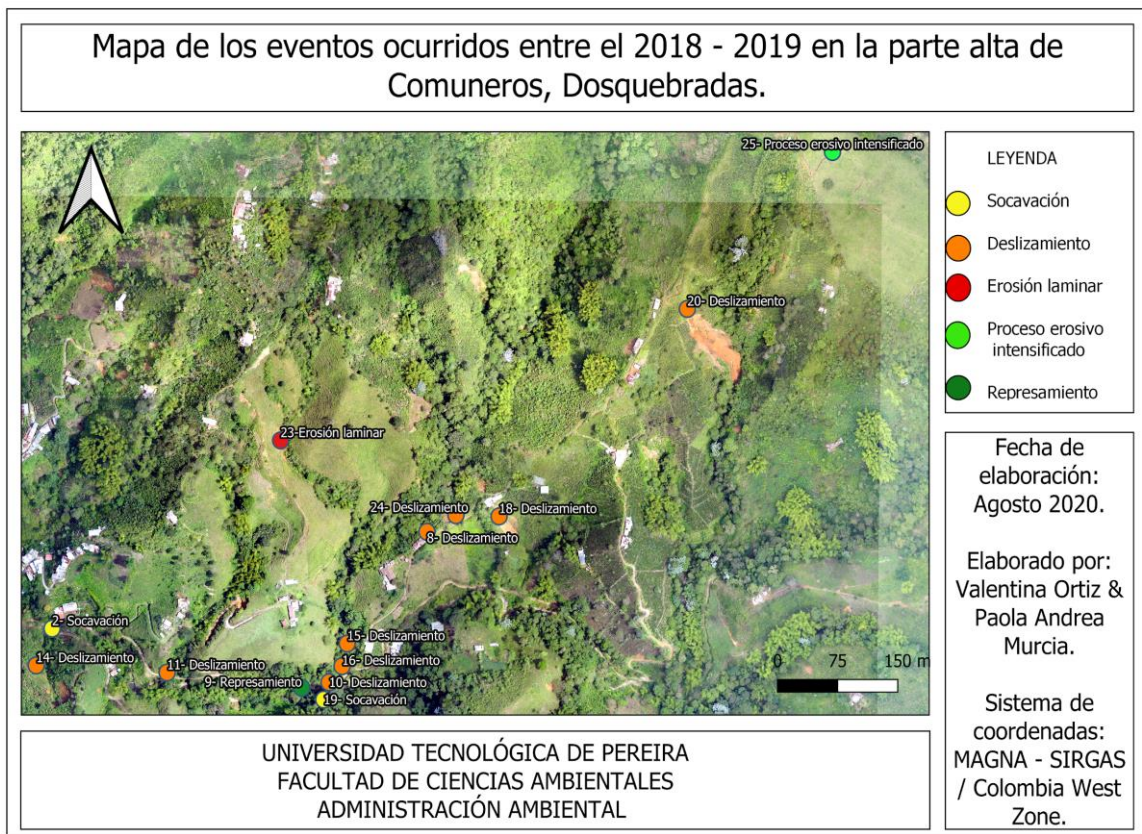 Mapa de los eventos ocurridos entre el 2018 - 2019 en la parte alta de
Comuneros, Dosquebradas.
25- Proceso erosivo intensificado
20- Deslizamiento
23-Erosión laminar
24- Deslizamiento
18- Deslizamiento
8- Deslizamiento
2- Socavación
15- Deslizamiento
14- Deslizamiento
11- Deslizamiento
16- Deslizamiento
9- Represamiento
10- Deslizamiento
19- Socavación
0 75 150 m
LEYENDA
Socavación
Deslizamiento
Erosión laminar
Proceso erosivo
intensificado
Represamiento
Fecha de
elaboración:
Agosto 2020.
Elaborado por:
Valentina Ortiz &
Paola Andrea
Murcia.
Sistema de
coordenadas:
MAGNA - SIRGAS
/ Colombia West
Zone.
UNIVERSIDAD TECNOLÓGICA DE PEREIRA
FACULTAD DE CIENCIAS AMBIENTALES
ADMINISTRACIÓN AMBIENTAL